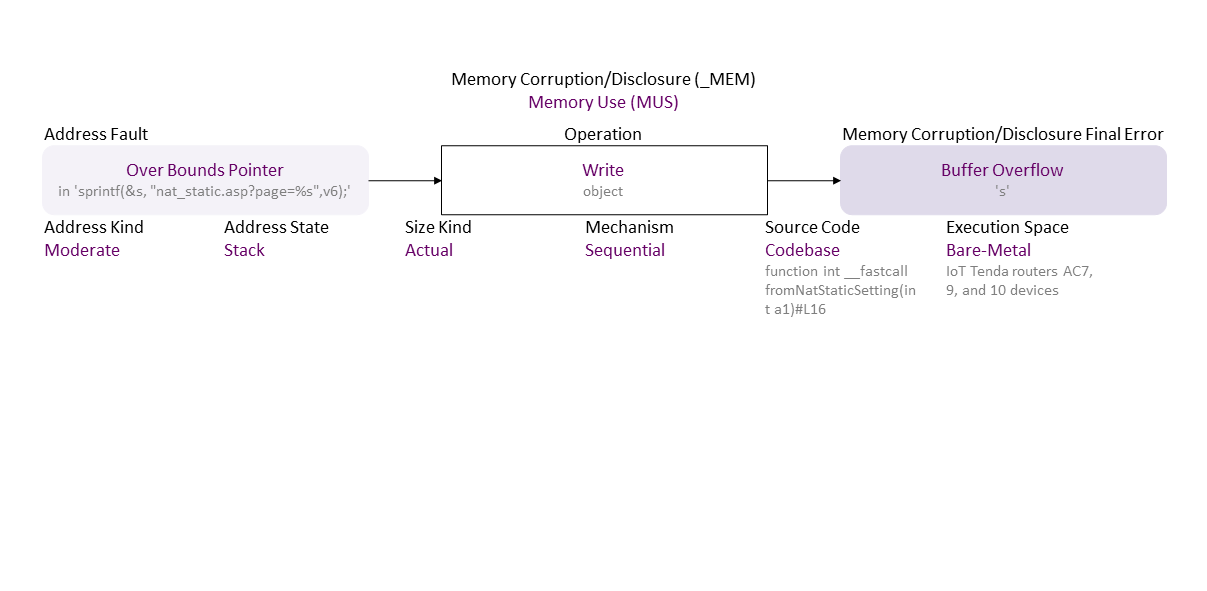 Memory Corruption/Disclosure (_MEM)
Memory Use (MUS)
Address Fault
Operation
Memory Corruption/Disclosure Final Error
Over Bounds Pointer
in 'sprintf(&s, "nat_static.asp?page=%s",v6);'
Write
object
Buffer Overflow
's'
Address Kind
Moderate
Address State
Stack
Size Kind
Actual
Mechanism
Sequential
Source Code
Codebase
function int __fastcall
fromNatStaticSetting(in
t a1)#L16
Execution Space
Bare-Metal
IoT Tenda routers AC7,
9, and 10 devices